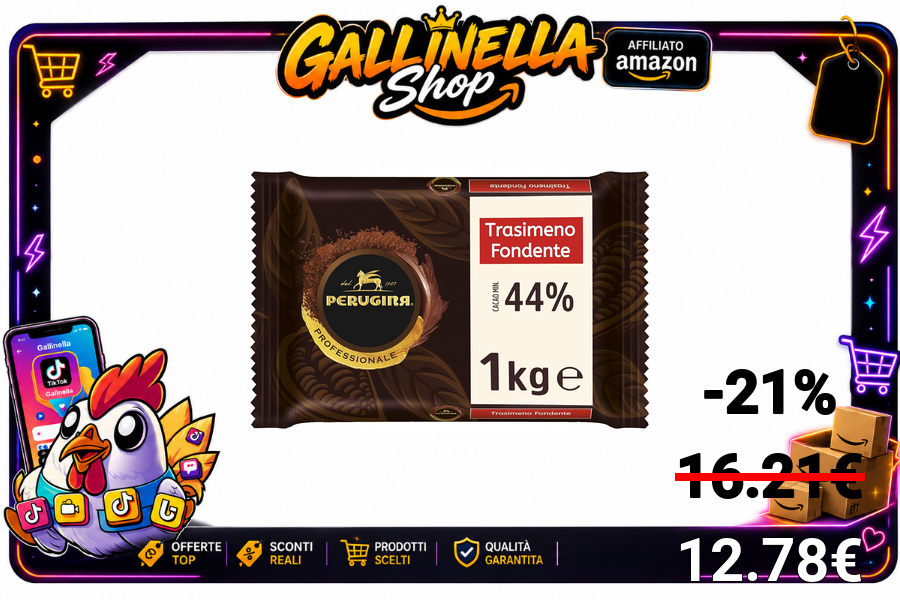 GALLINELLA
Shop
AFFILIATO
amazon
Trasimeno Fondente
Trasimeno
Fondente
CACAO MIN.
44%
1kg e
Trasimeno Fondente
dal 1907
PERUGINA
PROFESSIONALE
Gallinella
TikTok
Gallinella
-21%
16.21€
12.78€
OFFERTE
TOP
SCONTI
REALI
PRODOTTI
SCELTI
QUALITÀ
GARANTITA